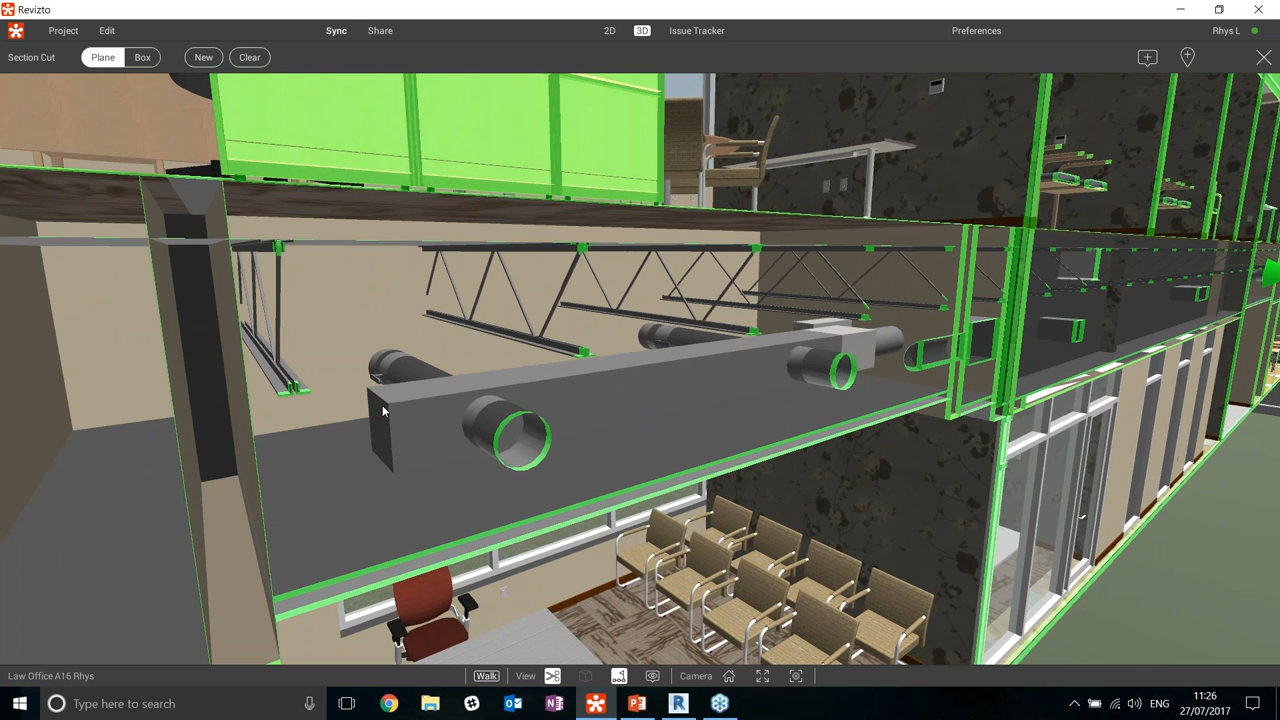 Revizto
Project Edit Sync Share 2D 3D Issue Tracker Preferences Rhys L
Section Cut Plane Box New Clear
Law Office A16 Rhys Walk View Camera
Type here to search ENG 11:26
27/07/2017